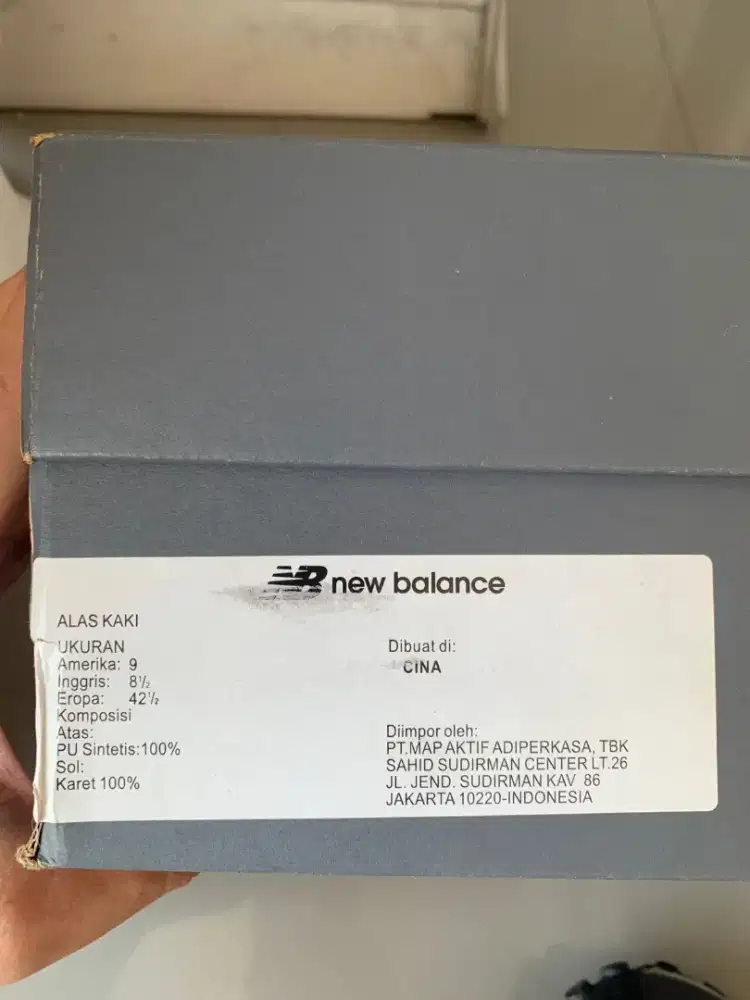 new balance
ALAS KAKI
UKURAN
Amerika: 9
Inggris: 8½
Eropa: 42½
Komposisi
Atas:
PU Sintetis:100%
Sol:
Karet 100%
Dibuat di:
CINA
Diimpor oleh:
PT.MAP AKTIF ADIPERKASA, TBK
SAHID SUDIRMAN CENTER LT.26
JL. JEND. SUDIRMAN KAV 86
JAKARTA 10220-INDONESIA